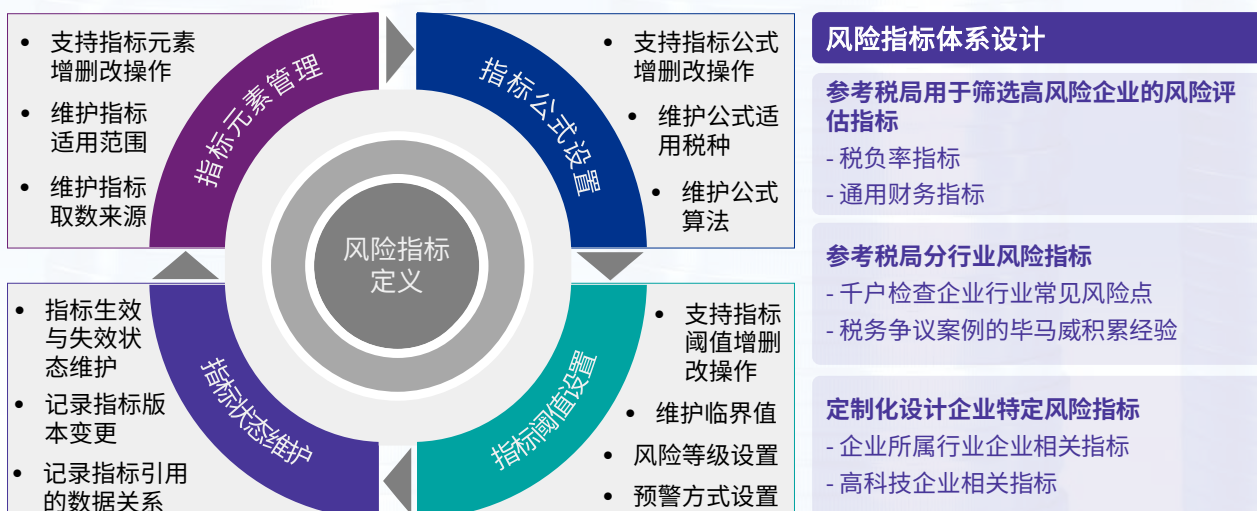 • 支持指标元素
增删改操作
• 维护指标
适用范围
• 维护指标
取数来源
指标元素管理
指标公式设置
• 支持指标公式
增删改操作
• 维护公式适
用税种
• 维护公式
算法
风险指标
定义
• 指标生效
与失效状
态维护
• 记录指标版
本变更
• 记录指标引用
的数据关系
指标状态维护
指标阈值设置
• 支持指标
阈值增删
改操作
• 维护临界值
• 风险等级设置
• 预警方式设置
风险指标体系设计
参考税局用于筛选高风险企业的风险评
估指标
- 税负率指标
- 通用财务指标
参考税局分行业风险指标
- 千户检查企业行业常见风险点
- 税务争议案例的毕马威积累经验
定制化设计企业特定风险指标
- 企业所属行业企业相关指标
- 高科技企业相关指标